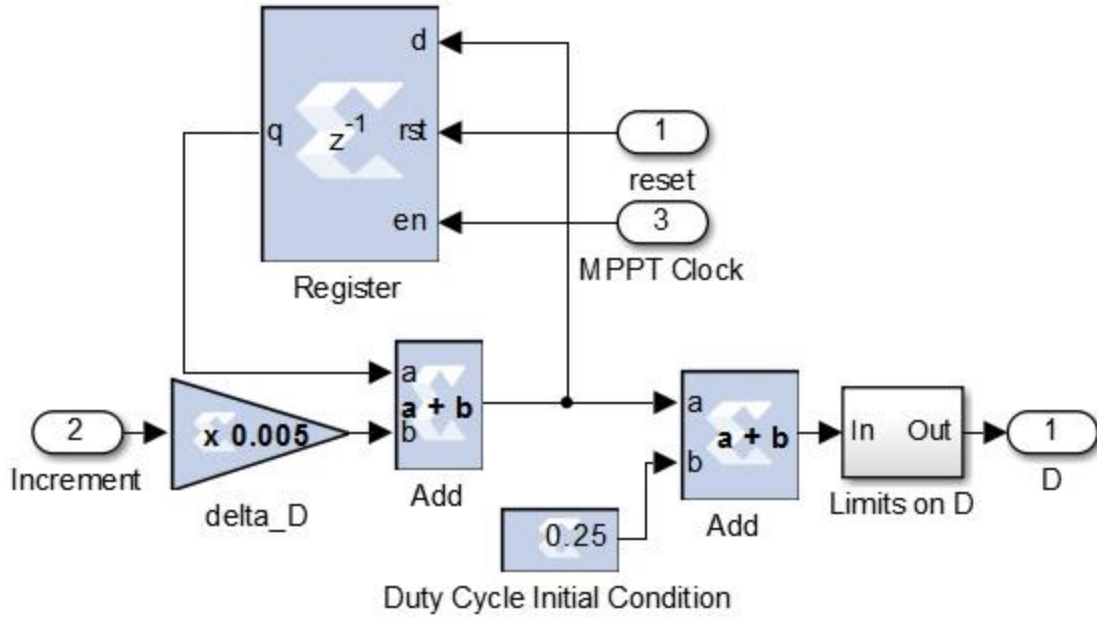 d
q
z-1
rst
1
reset
en
3
MPPT Clock
Register
a
a + b
b
2
Increment
x 0.005
delta_D
Add
a
a + b
b
In Out
Limits on D
1
D
0.25
Add
Duty Cycle Initial Condition